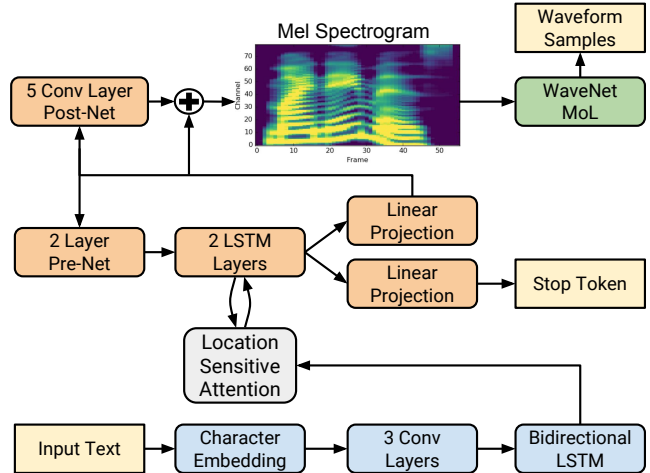 Mel Spectrogram
Waveform
Samples
5 Conv Layer
Post-Net
80
70
60
50
40
30
20
10
0
Channel
0
10
20
30
40
50
Frame
WaveNet
MoL
2 Layer
Pre-Net
2 LSTM
Layers
Linear
Projection
Linear
Projection
Stop Token
Location
Sensitive
Attention
Input Text
Character
Embedding
3 Conv
Layers
Bidirectional
LSTM